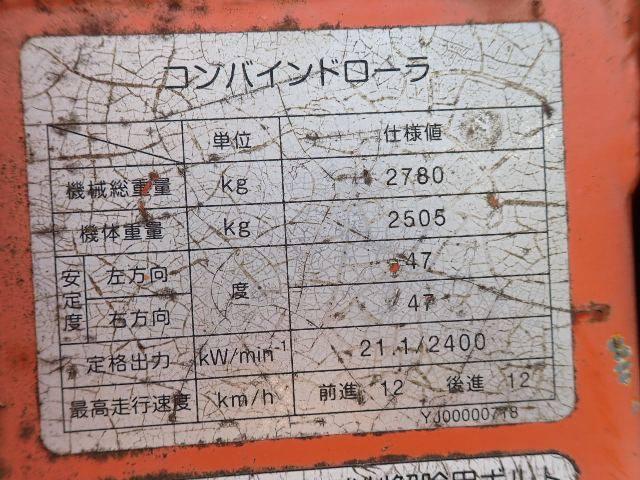 コンバインドローラ
単位 仕様値
機械総重量 kg 2780
機体重量 kg 2505
安定度 左方向 度 47
右方向 47
定格出力 kW/min⁻¹ 21.1/2400
最高走行速度 km/h 前進 12 後進 12
YJ00000718